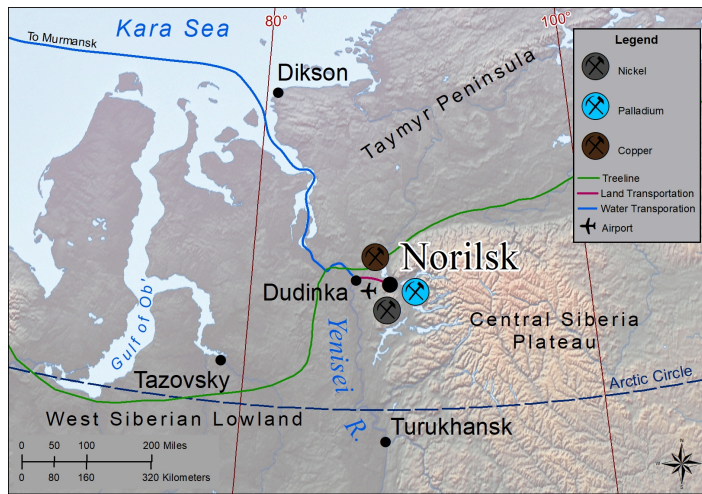 80°
100°
To Murmansk
Kara Sea
Dikson
Taymyr Peninsula
Legend
Nickel
Palladium
Copper
Treeline
Land Transportation
Water Transporation
Airport
Norilsk
Dudinka
Gulf of Ob'
Yenisei
R.
Central Siberia
Plateau
Tazovsky
Arctic Circle
West Siberian Lowland
Turukhansk
0 50 100 200 Miles
0 80 160 320 Kilometers
N